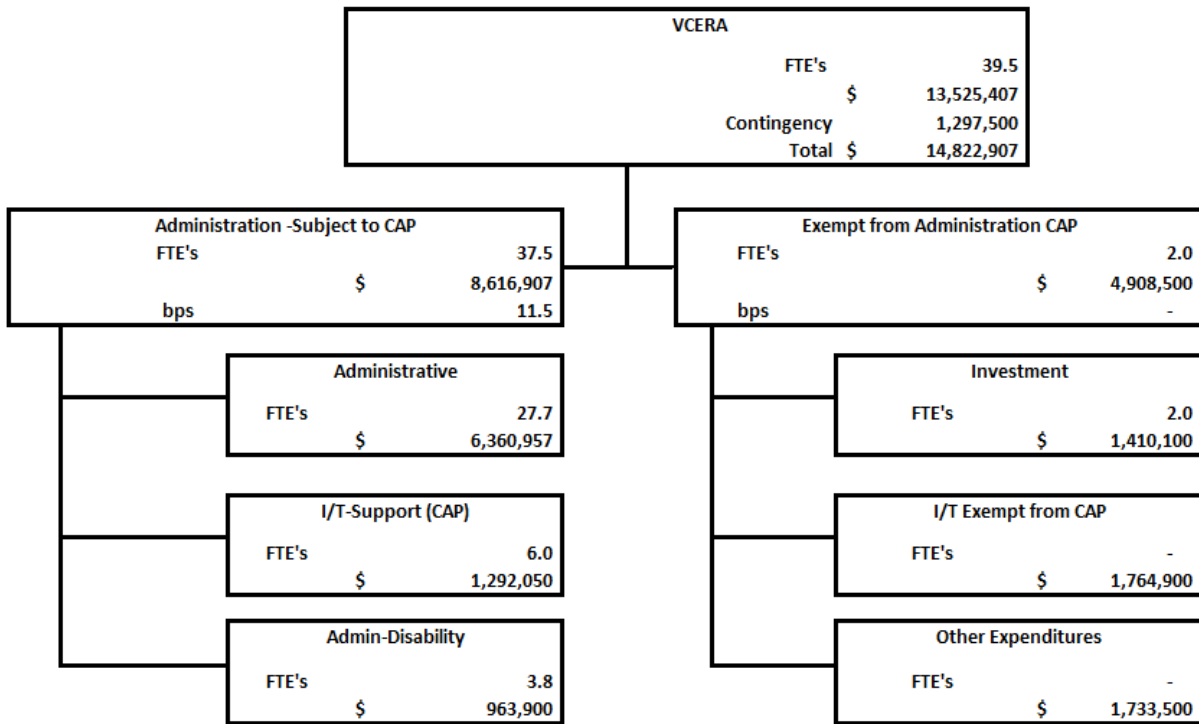 VCERA
FTE's 39.5
$ 13,525,407
Contingency 1,297,500
Total $ 14,822,907
Administration -Subject to CAP
FTE's 37.5
$ 8,616,907
bps 11.5
Exempt from Administration CAP
FTE's 2.0
$ 4,908,500
bps -
Administrative
FTE's 27.7
$ 6,360,957
Investment
FTE's 2.0
$ 1,410,100
I/T-Support (CAP)
FTE's 6.0
$ 1,292,050
I/T Exempt from CAP
FTE's -
$ 1,764,900
Admin-Disability
FTE's 3.8
$ 963,900
Other Expenditures
FTE's -
$ 1,733,500